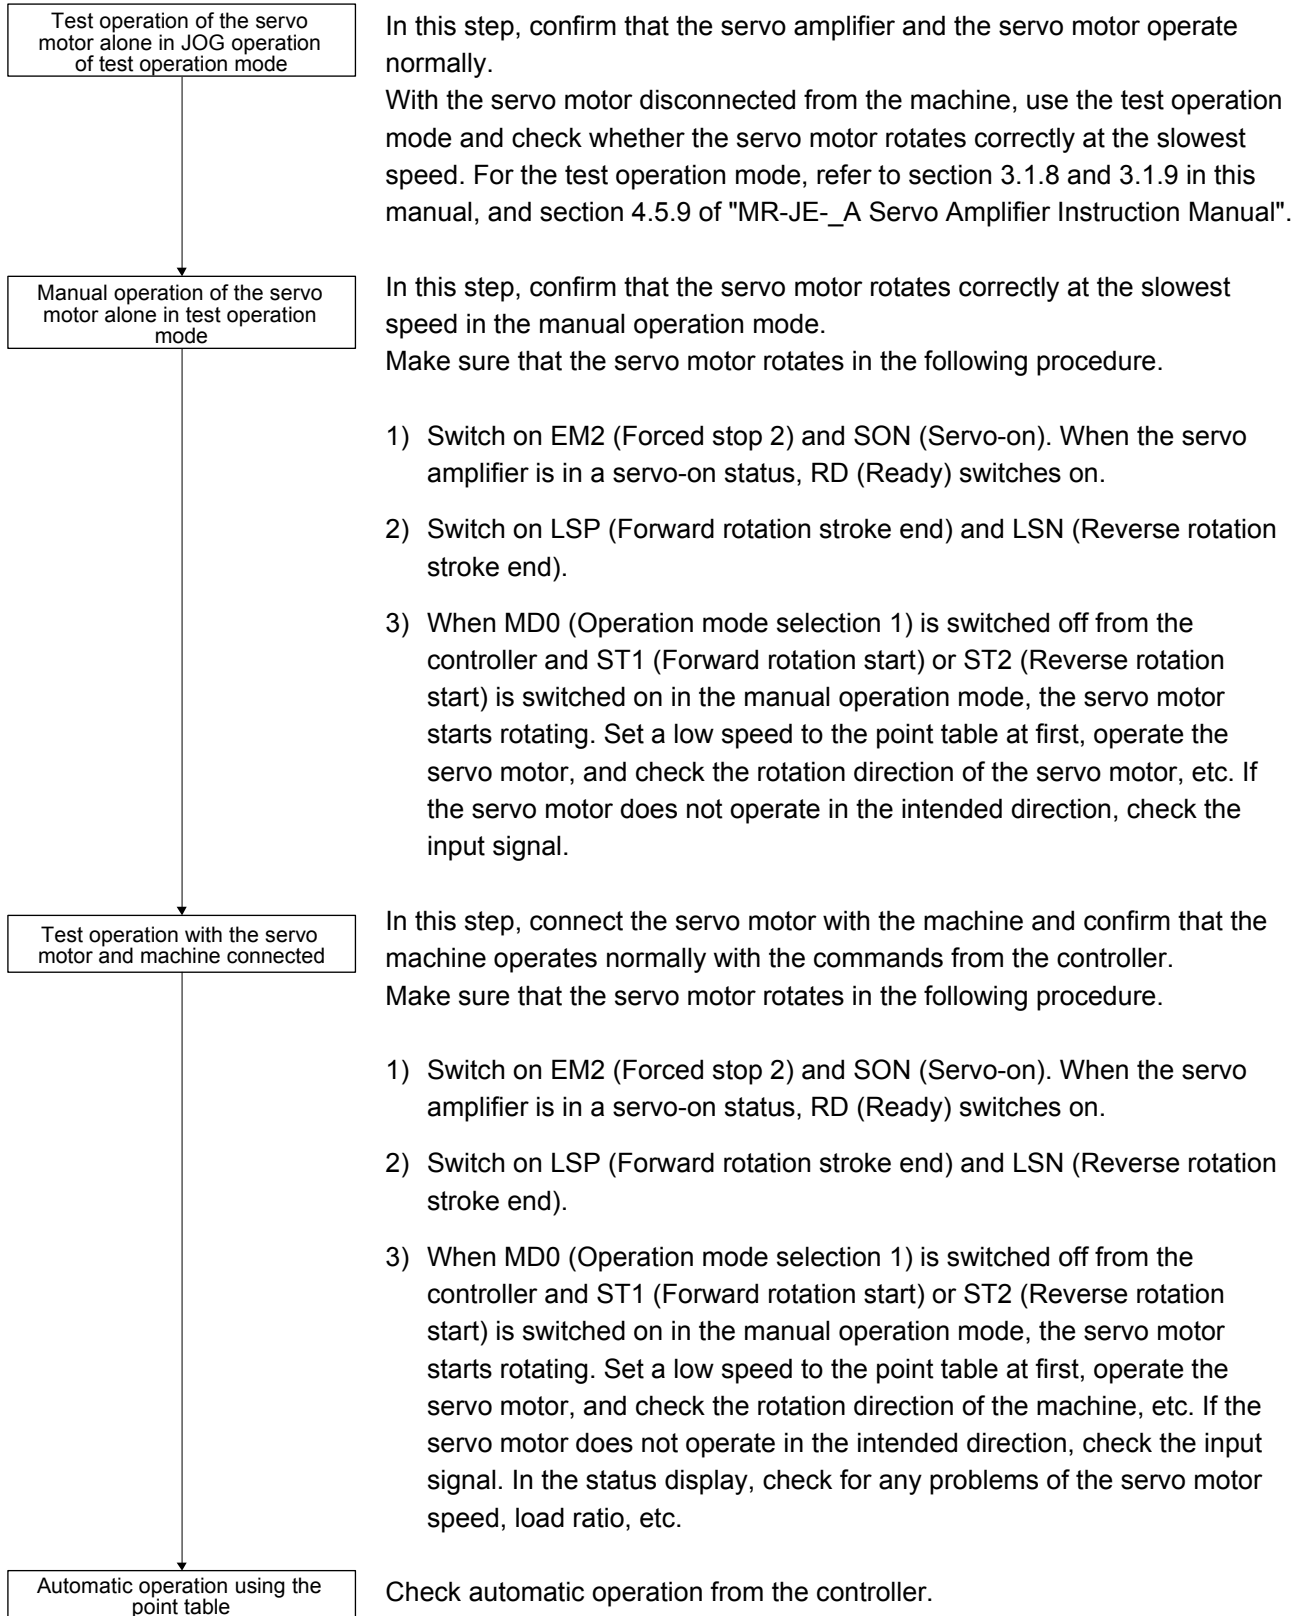 Test operation of the servo
motor alone in JOG operation
of test operation mode
In this step, confirm that the servo amplifier and the servo motor operate
normally.
With the servo motor disconnected from the machine, use the test operation
mode and check whether the servo motor rotates correctly at the slowest
speed. For the test operation mode, refer to section 3.1.8 and 3.1.9 in this
manual, and section 4.5.9 of "MR-JE-_A Servo Amplifier Instruction Manual".
Manual operation of the servo
motor alone in test operation
mode
In this step, confirm that the servo motor rotates correctly at the slowest
speed in the manual operation mode.
Make sure that the servo motor rotates in the following procedure.
1) Switch on EM2 (Forced stop 2) and SON (Servo-on). When the servo
amplifier is in a servo-on status, RD (Ready) switches on.
2) Switch on LSP (Forward rotation stroke end) and LSN (Reverse rotation
stroke end).
3) When MD0 (Operation mode selection 1) is switched off from the
controller and ST1 (Forward rotation start) or ST2 (Reverse rotation
start) is switched on in the manual operation mode, the servo motor
starts rotating. Set a low speed to the point table at first, operate the
servo motor, and check the rotation direction of the servo motor, etc. If
the servo motor does not operate in the intended direction, check the
input signal.
Test operation with the servo
motor and machine connected
In this step, connect the servo motor with the machine and confirm that the
machine operates normally with the commands from the controller.
Make sure that the servo motor rotates in the following procedure.
1) Switch on EM2 (Forced stop 2) and SON (Servo-on). When the servo
amplifier is in a servo-on status, RD (Ready) switches on.
2) Switch on LSP (Forward rotation stroke end) and LSN (Reverse rotation
stroke end).
3) When MD0 (Operation mode selection 1) is switched off from the
controller and ST1 (Forward rotation start) or ST2 (Reverse rotation
start) is switched on in the manual operation mode, the servo motor
starts rotating. Set a low speed to the point table at first, operate the
servo motor, and check the rotation direction of the machine, etc. If the
servo motor does not operate in the intended direction, check the input
signal. In the status display, check for any problems of the servo motor
speed, load ratio, etc.
Automatic operation using the
point table
Check automatic operation from the controller.